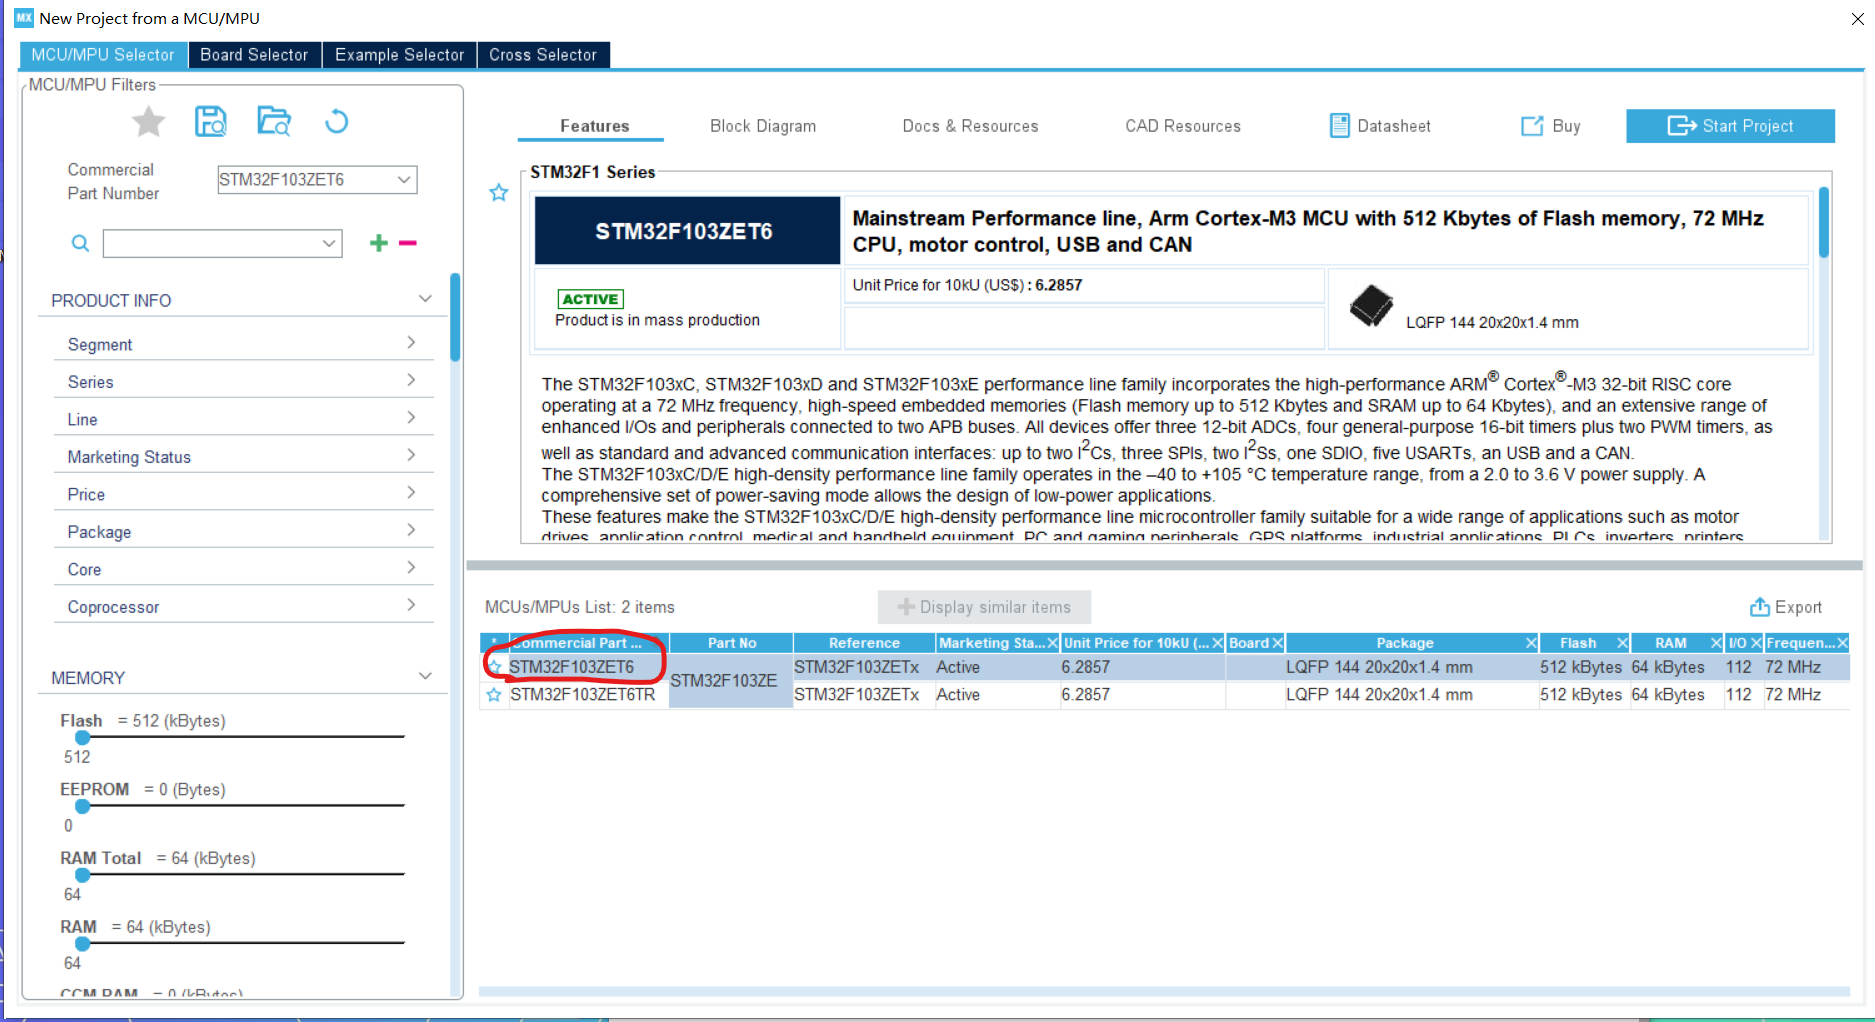 MX New Project from a MCU/MPU
MCU/MPU Selector Board Selector Example Selector Cross Selector
MCU/MPU Filters
Commercial
Part Number
STM32F103ZET6
PRODUCT INFO
Segment
Series
Line
Marketing Status
Price
Package
Core
Coprocessor
MEMORY
Flash = 512 (kBytes)
512
EEPROM = 0 (Bytes)
0
RAM Total = 64 (kBytes)
64
RAM = 64 (kBytes)
64
CCM RAM = 0 (kBytes)
Features Block Diagram Docs & Resources CAD Resources Datasheet Buy Start Project
STM32F1 Series
STM32F103ZET6
Mainstream Performance line, Arm Cortex-M3 MCU with 512 Kbytes of Flash memory, 72 MHz
CPU, motor control, USB and CAN
ACTIVE
Product is in mass production
Unit Price for 10kU (US$) : 6.2857
LQFP 144 20x20x1.4 mm
The STM32F103xC, STM32F103xD and STM32F103xE performance line family incorporates the high-performance ARM® Cortex®-M3 32-bit RISC core
operating at a 72 MHz frequency, high-speed embedded memories (Flash memory up to 512 Kbytes and SRAM up to 64 Kbytes), and an extensive range of
enhanced I/Os and peripherals connected to two APB buses. All devices offer three 12-bit ADCs, four general-purpose 16-bit timers plus two PWM timers, as
well as standard and advanced communication interfaces: up to two I2Cs, three SPIs, two I2Ss, one SDIO, five USARTs, an USB and a CAN.
The STM32F103xC/D/E high-density performance line family operates in the –40 to +105 °C temperature range, from a 2.0 to 3.6 V power supply. A
comprehensive set of power-saving mode allows the design of low-power applications.
These features make the STM32F103xC/D/E high-density performance line microcontroller family suitable for a wide range of applications such as motor
drives, application control, medical and handheld equipment, PC and gaming peripherals, GPS platforms, industrial applications, PLCs, inverters, printers,
MCUs/MPUs List: 2 items
Display similar items
Export
* Commercial Part ... Part No Reference Marketing Sta... Unit Price for 10kU (... Board Package Flash RAM I/O Frequen...
STM32F103ZET6 STM32F103ZE STM32F103ZETx Active 6.2857 LQFP 144 20x20x1.4 mm 512 kBytes 64 kBytes 112 72 MHz
STM32F103ZET6TR STM32F103ZETx Active 6.2857 LQFP 144 20x20x1.4 mm 512 kBytes 64 kBytes 112 72 MHz